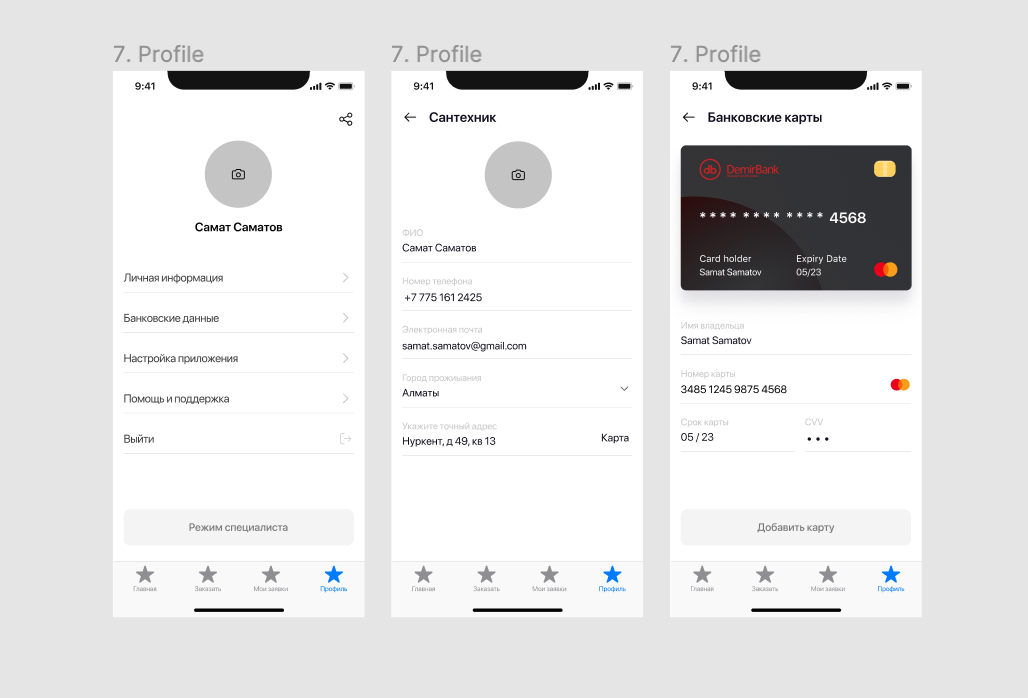 7. Profile
9:41
Самат Саматов
Личная информация
Банковские данные
Настройка приложения
Помощь и поддержка
Выйти
Режим специалиста
Главная
Заказать
Мои заявки
Профиль
7. Profile
9:41
Сантехник
ФИО
Самат Саматов
Номер телефона
+7 775 161 2425
Электронная почта
samat.samatov@gmail.com
Город прожиыания
Алматы
Укажите точный адрес
Нуркент, д 49, кв 13
Карта
Главная
Заказать
Мои заявки
Профиль
7. Profile
9:41
Банковские карты
db DemirBank
* * * * * * * * * * * * 4568
Card holder
Samat Samatov
Expiry Date
05/23
Имя владельца
Samat Samatov
Номер карты
3485 1245 9875 4568
Срок карты
05 / 23
CVV
• • •
Добавить карту
Главная
Заказать
Мои заявки
Профиль